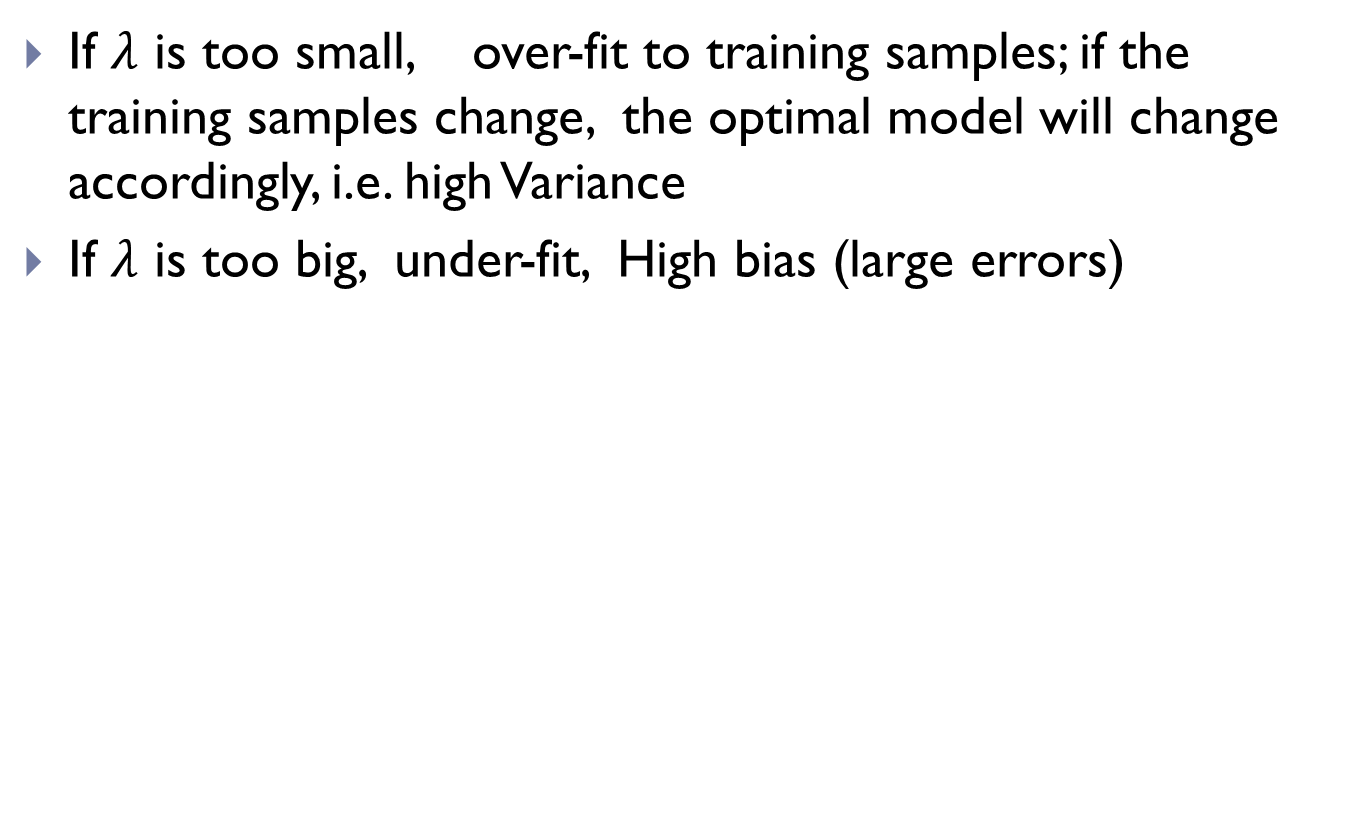 If λ is too small, over-fit to training samples; if the
training samples change, the optimal model will change
accordingly, i.e. high Variance
If λ is too big, under-fit, High bias (large errors)